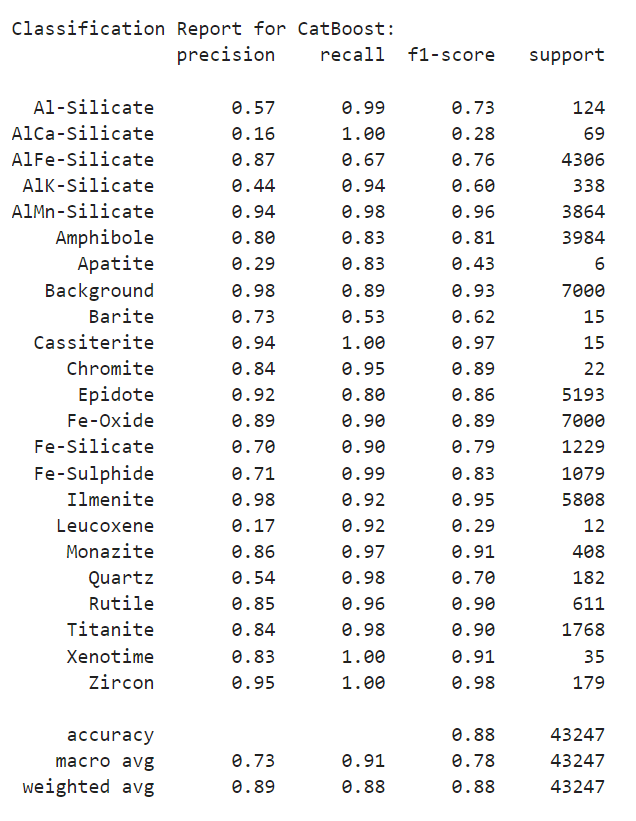 Classification Report for CatBoost:
precision recall f1-score support
Al-Silicate 0.57 0.99 0.73 124
AlCa-Silicate 0.16 1.00 0.28 69
AlFe-Silicate 0.87 0.67 0.76 4306
AlK-Silicate 0.44 0.94 0.60 338
AlMn-Silicate 0.94 0.98 0.96 3864
Amphibole 0.80 0.83 0.81 3984
Apatite 0.29 0.83 0.43 6
Background 0.98 0.89 0.93 7000
Barite 0.73 0.53 0.62 15
Cassiterite 0.94 1.00 0.97 15
Chromite 0.84 0.95 0.89 22
Epidote 0.92 0.80 0.86 5193
Fe-Oxide 0.89 0.90 0.89 7000
Fe-Silicate 0.70 0.90 0.79 1229
Fe-Sulphide 0.71 0.99 0.83 1079
Ilmenite 0.98 0.92 0.95 5808
Leucoxene 0.17 0.92 0.29 12
Monazite 0.86 0.97 0.91 408
Quartz 0.54 0.98 0.70 182
Rutile 0.85 0.96 0.90 611
Titanite 0.84 0.98 0.90 1768
Xenotime 0.83 1.00 0.91 35
Zircon 0.95 1.00 0.98 179
accuracy 0.88 43247
macro avg 0.73 0.91 0.78 43247
weighted avg 0.89 0.88 0.88 43247